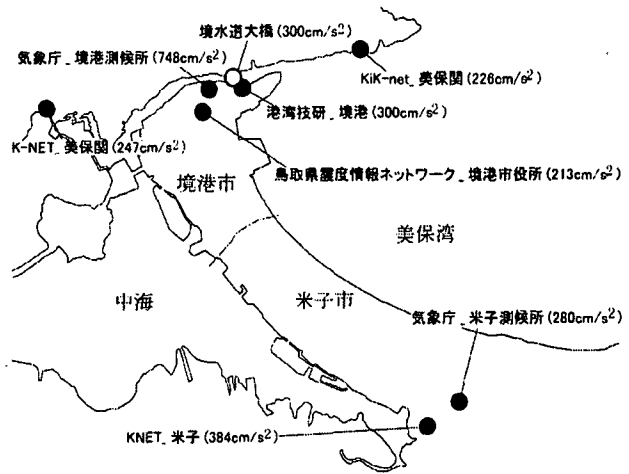 境水道大橋(300cm/s²)
気象庁_境港測候所(748cm/s²)
KiK-net_美保関(226cm/s²)
港湾技研_境港(300cm/s²)
K-NET_美保関(247cm/s²)
鳥取県震度情報ネットワーク_境港市役所(213cm/s²)
境港市
美保湾
米子市
中海
気象庁_米子測候所(280cm/s²)
KNET_米子(384cm/s²)